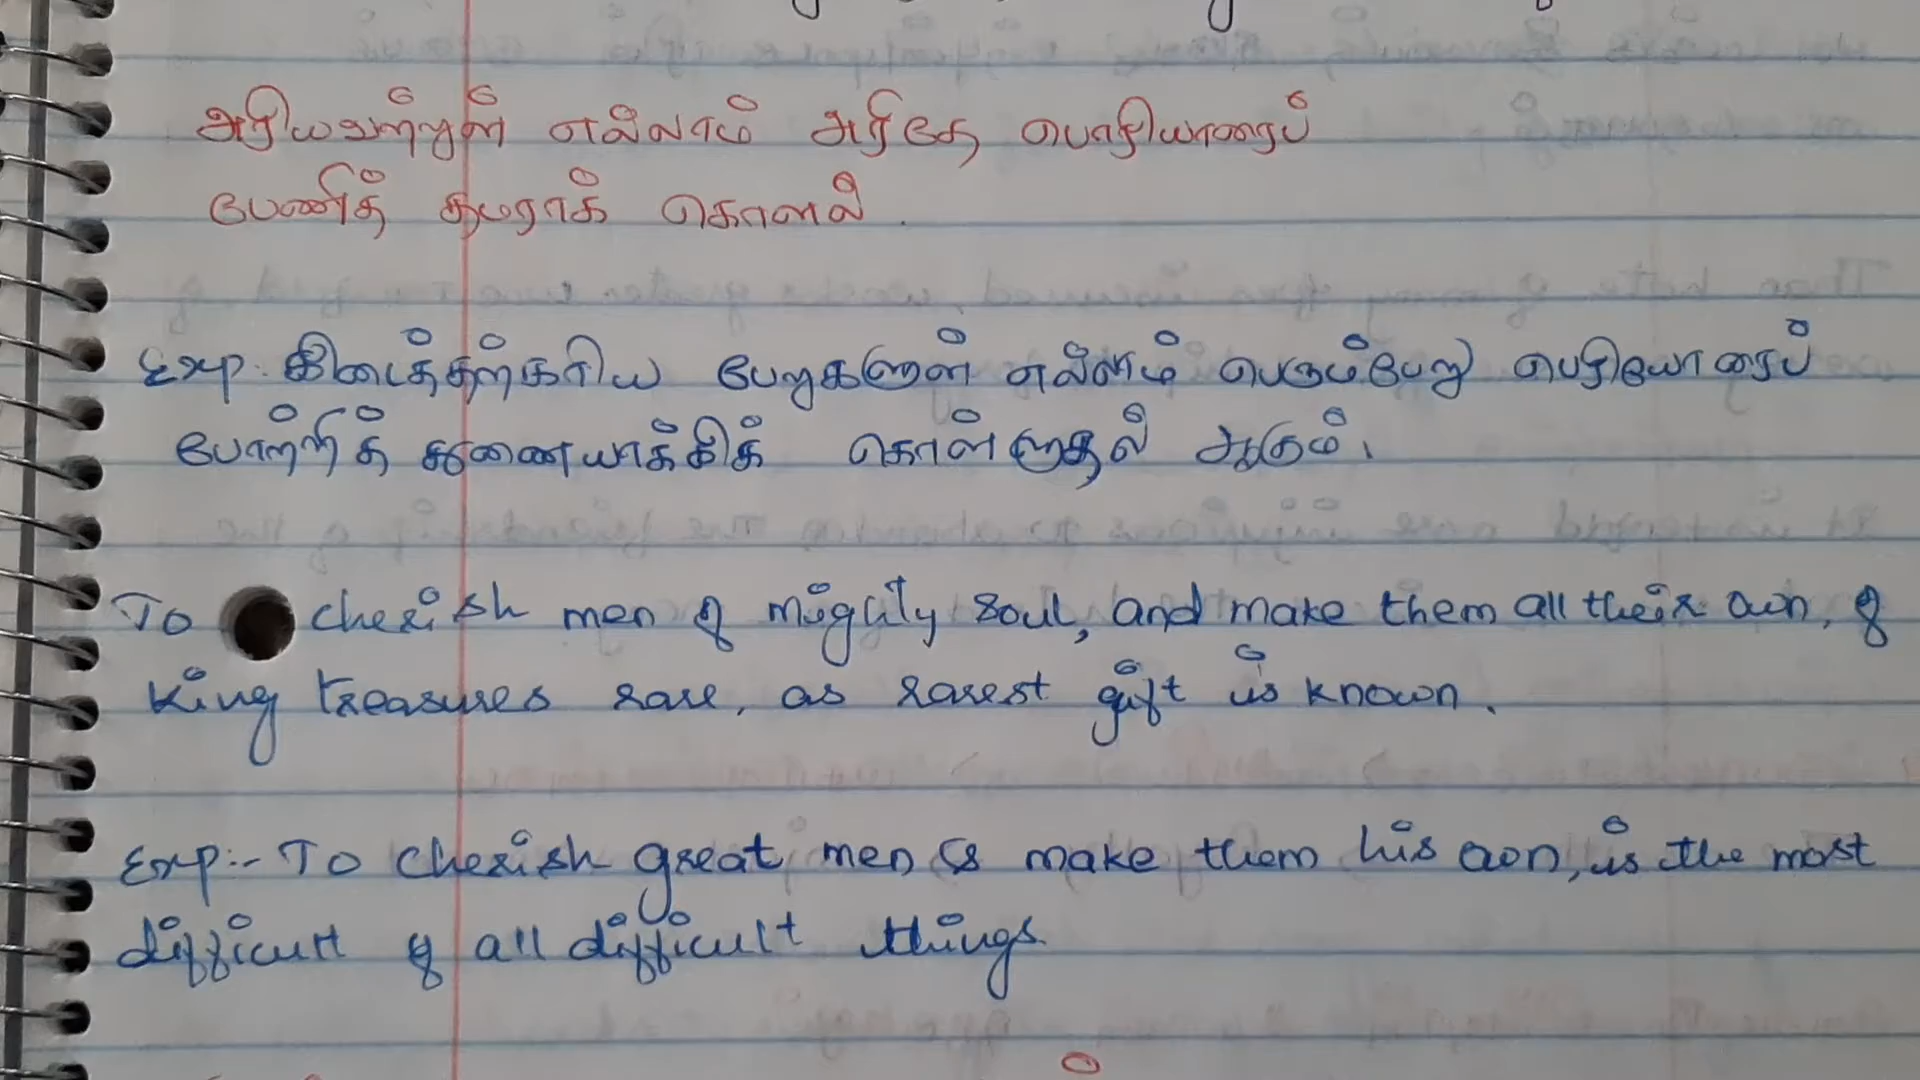 அரியவற்றுள் எல்லாம் அரிதே பொரியாரைப்
பேணித் தமராக் கொளல்.
Exp: கிடைத்தற்கரிய பேறுகளுள் எல்லாம் பெரும்பேறு பெரியோரைப்
போற்றித் துணையாக்கிக் கொள்ளுதல் ஆகும்.
To cherish men of mighty soul, and make them all their own, of
King treasures rare, as rarest gift is known.
Exp:- To cherish great men & make them his own, is the most
difficult of all difficult things.